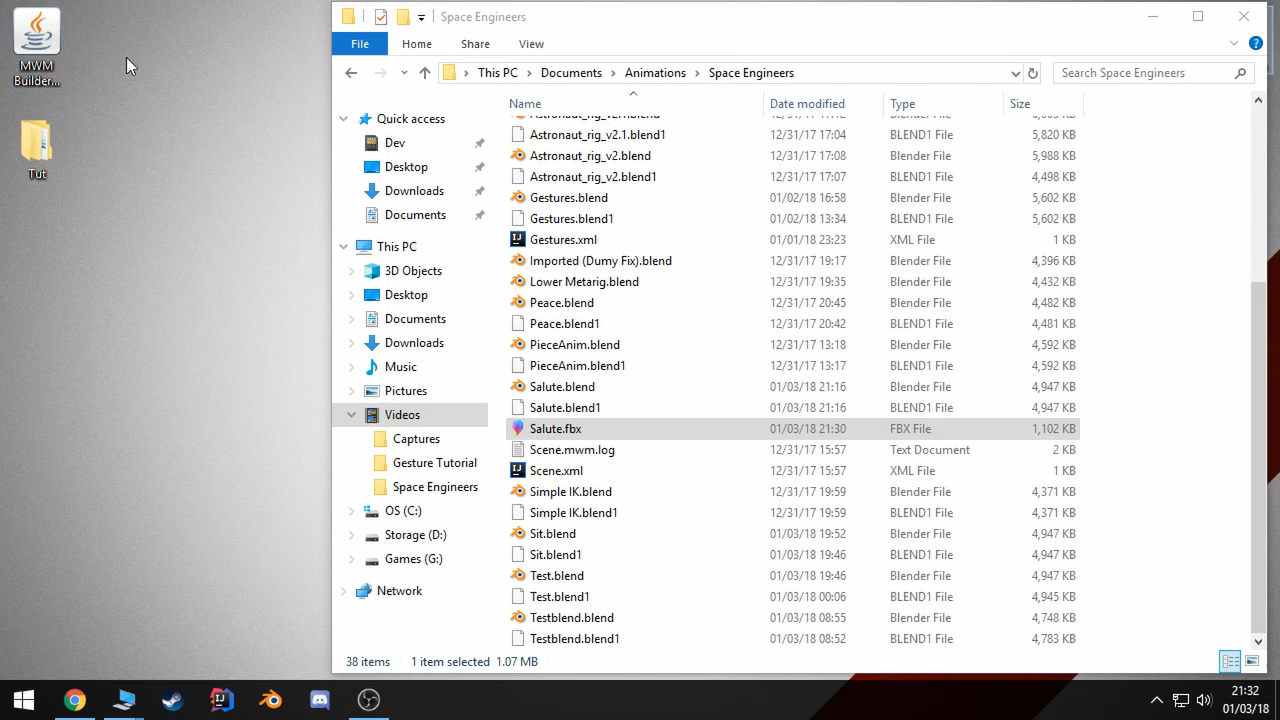 MWM
Builder...
Tut
Space Engineers
File Home Share View
This PC Documents Animations Space Engineers
Search Space Engineers
Quick access
Dev
Desktop
Downloads
Documents
This PC
3D Objects
Desktop
Documents
Downloads
Music
Pictures
Videos
Captures
Gesture Tutorial
Space Engineers
OS (C:)
Storage (D:)
Games (G:)
Network
Name Date modified Type Size
Astronaut_rig_v2.1.blend1 12/31/17 17:04 BLEND1 File 5,820 KB
Astronaut_rig_v2.blend 12/31/17 17:08 Blender File 5,988 KB
Astronaut_rig_v2.blend1 12/31/17 17:07 BLEND1 File 4,498 KB
Gestures.blend 01/02/18 16:58 Blender File 5,602 KB
Gestures.blend1 01/02/18 13:34 BLEND1 File 5,602 KB
Gestures.xml 01/01/18 23:23 XML File 1 KB
Imported (Dumy Fix).blend 12/31/17 19:17 Blender File 4,396 KB
Lower Metarig.blend 12/31/17 19:35 Blender File 4,432 KB
Peace.blend 12/31/17 20:45 Blender File 4,482 KB
Peace.blend1 12/31/17 20:42 BLEND1 File 4,481 KB
PieceAnim.blend 12/31/17 13:18 Blender File 4,592 KB
PieceAnim.blend1 12/31/17 13:17 BLEND1 File 4,592 KB
Salute.blend 01/03/18 21:16 Blender File 4,947 KB
Salute.blend1 01/03/18 21:16 BLEND1 File 4,947 KB
Salute.fbx 01/03/18 21:30 FBX File 1,102 KB
Scene.mwm.log 12/31/17 15:57 Text Document 2 KB
Scene.xml 12/31/17 15:57 XML File 1 KB
Simple IK.blend 12/31/17 19:59 Blender File 4,371 KB
Simple IK.blend1 12/31/17 19:59 BLEND1 File 4,371 KB
Sit.blend 01/03/18 19:52 Blender File 4,947 KB
Sit.blend1 01/03/18 19:46 BLEND1 File 4,947 KB
Test.blend 01/03/18 19:46 Blender File 4,947 KB
Test.blend1 01/03/18 00:06 BLEND1 File 4,945 KB
Testblend.blend 01/03/18 08:55 Blender File 4,748 KB
Testblend.blend1 01/03/18 08:52 BLEND1 File 4,783 KB
38 items 1 item selected 1.07 MB
21:32
01/03/18